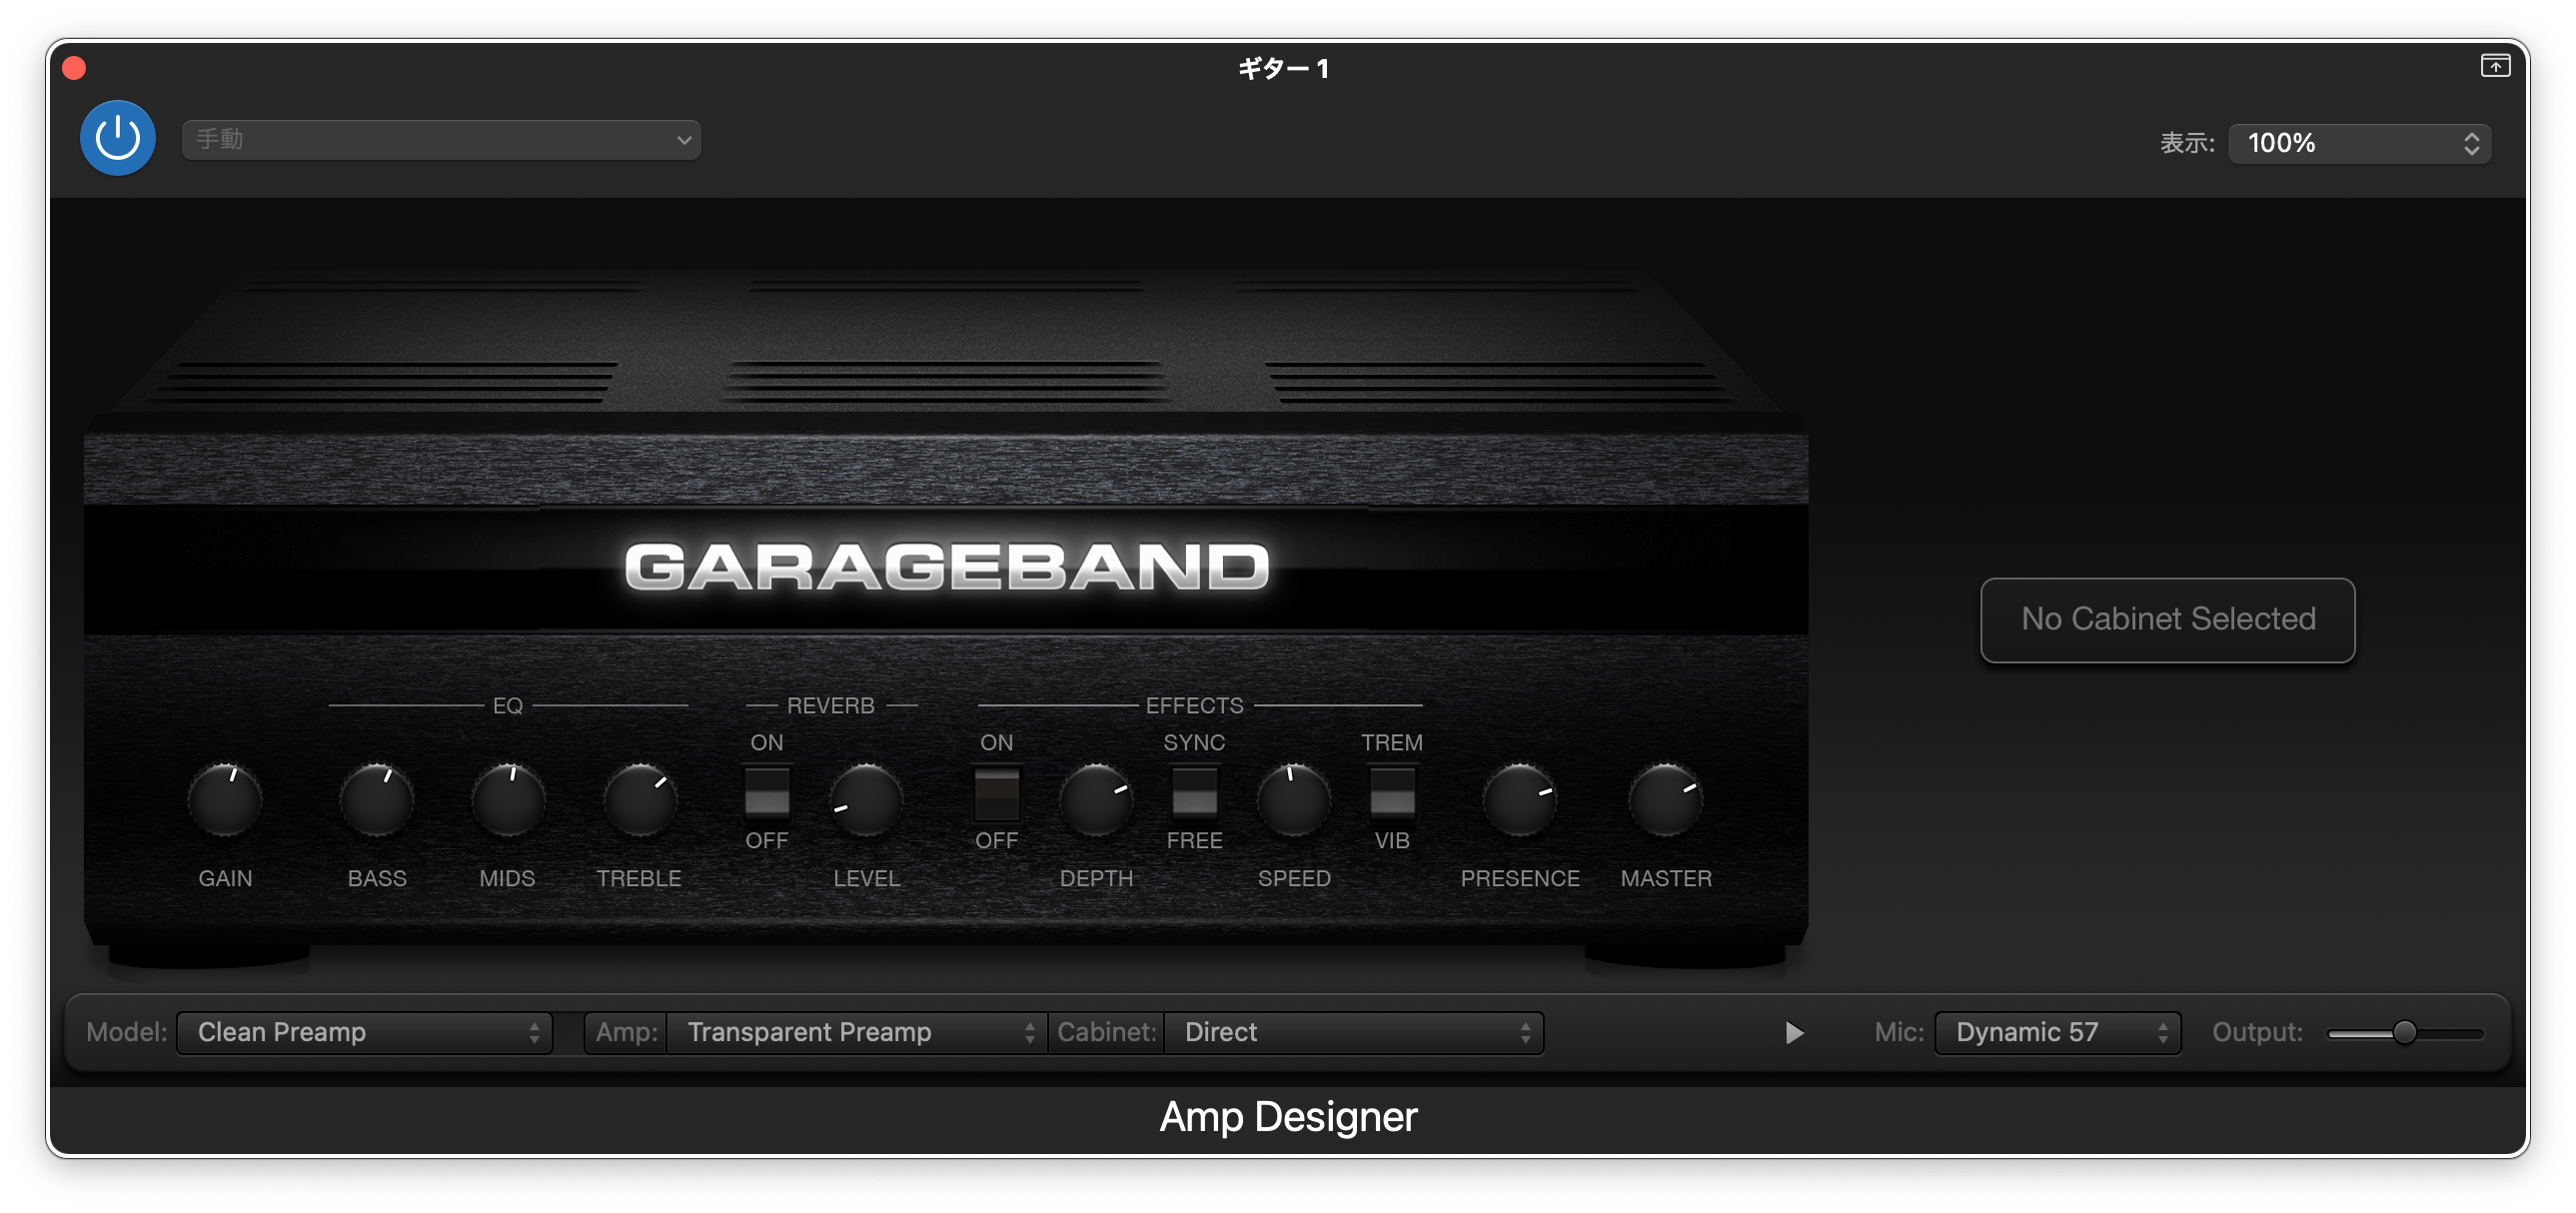 ギター 1
手動
表示: 100%
GARAGEBAND
No Cabinet Selected
EQ REVERB EFFECTS
ON ON SYNC TREM
OFF OFF FREE VIB
GAIN BASS MIDS TREBLE LEVEL DEPTH SPEED PRESENCE MASTER
Model: Clean Preamp Amp: Transparent Preamp Cabinet: Direct Mic: Dynamic 57 Output:
Amp Designer